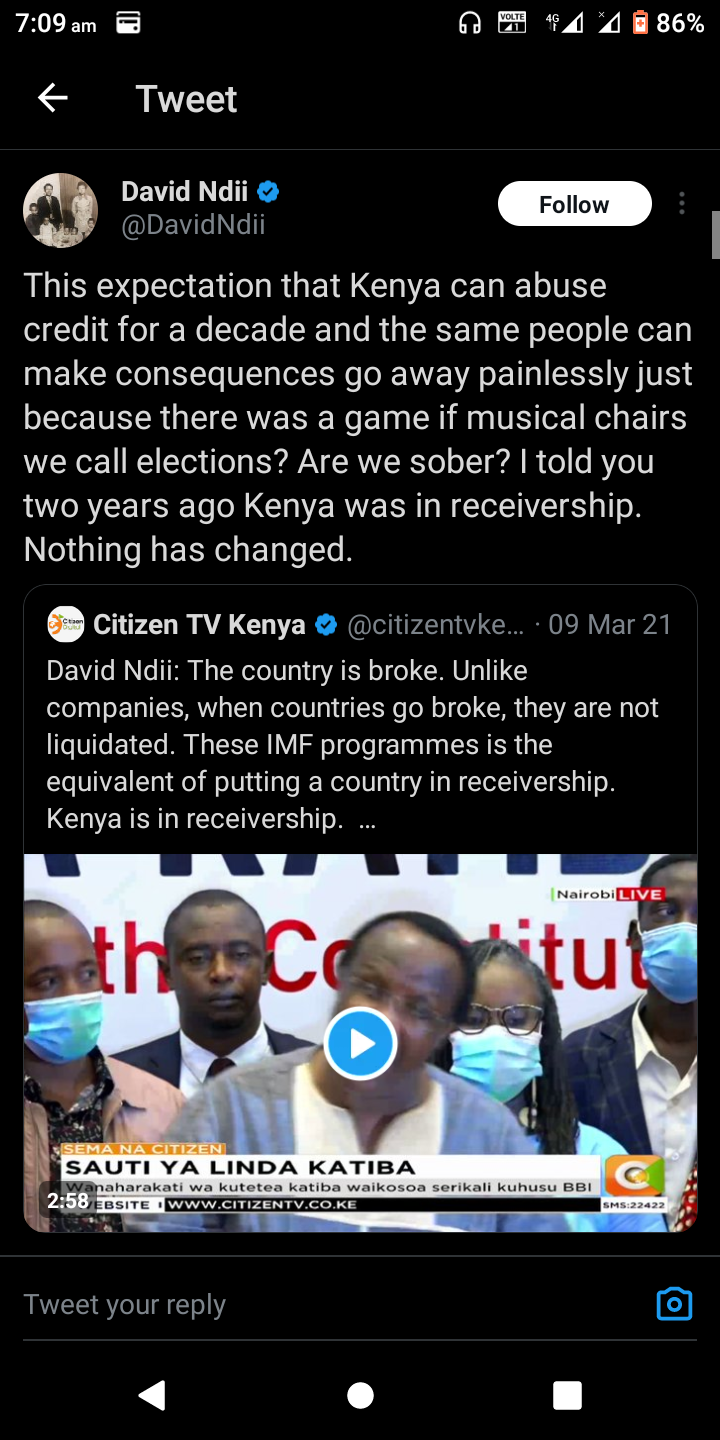 7:09 am
VOLTE
1
4G
86%
Tweet
David Ndii
Follow
@DavidNdii
This expectation that Kenya can abuse
credit for a decade and the same people can
make consequences go away painlessly just
because there was a game if musical chairs
we call elections? Are we sober? I told you
two years ago Kenya was in receivership.
Nothing has changed.
Citizen TV Kenya @citizentvke... · 09 Mar 21
David Ndii: The country is broke. Unlike
companies, when countries go broke, they are not
liquidated. These IMF programmes is the
equivalent of putting a country in receivership.
Kenya is in receivership. ...
Nairobi LIVE
th Co titut
SEMA NA CITIZEN
SAUTI YA LINDA KATIBA
Wanaharakati wa kutetea katiba waikosoa serikali kuhusu BBI
2:58
EBSITE WWW.CITIZENTV.CO.KE
SMS:22422
Tweet your reply